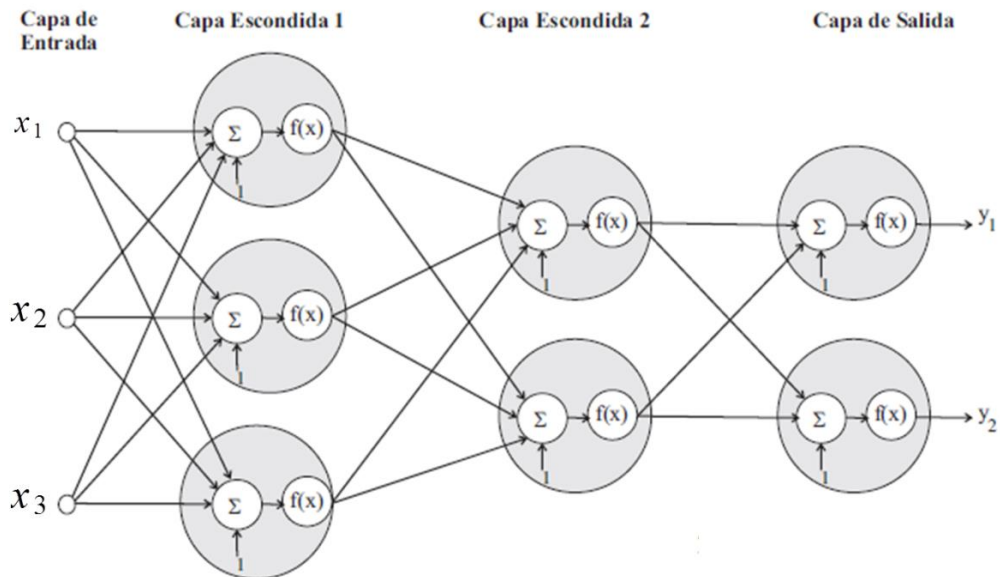 Capa de
Entrada
Capa Escondida 1
Capa Escondida 2
Capa de Salida
x1
Σ
f(x)
1
Σ
f(x)
1
Σ
f(x)
y1
1
x2
Σ
f(x)
1
Σ
f(x)
1
Σ
f(x)
y2
1
x3
Σ
f(x)
1